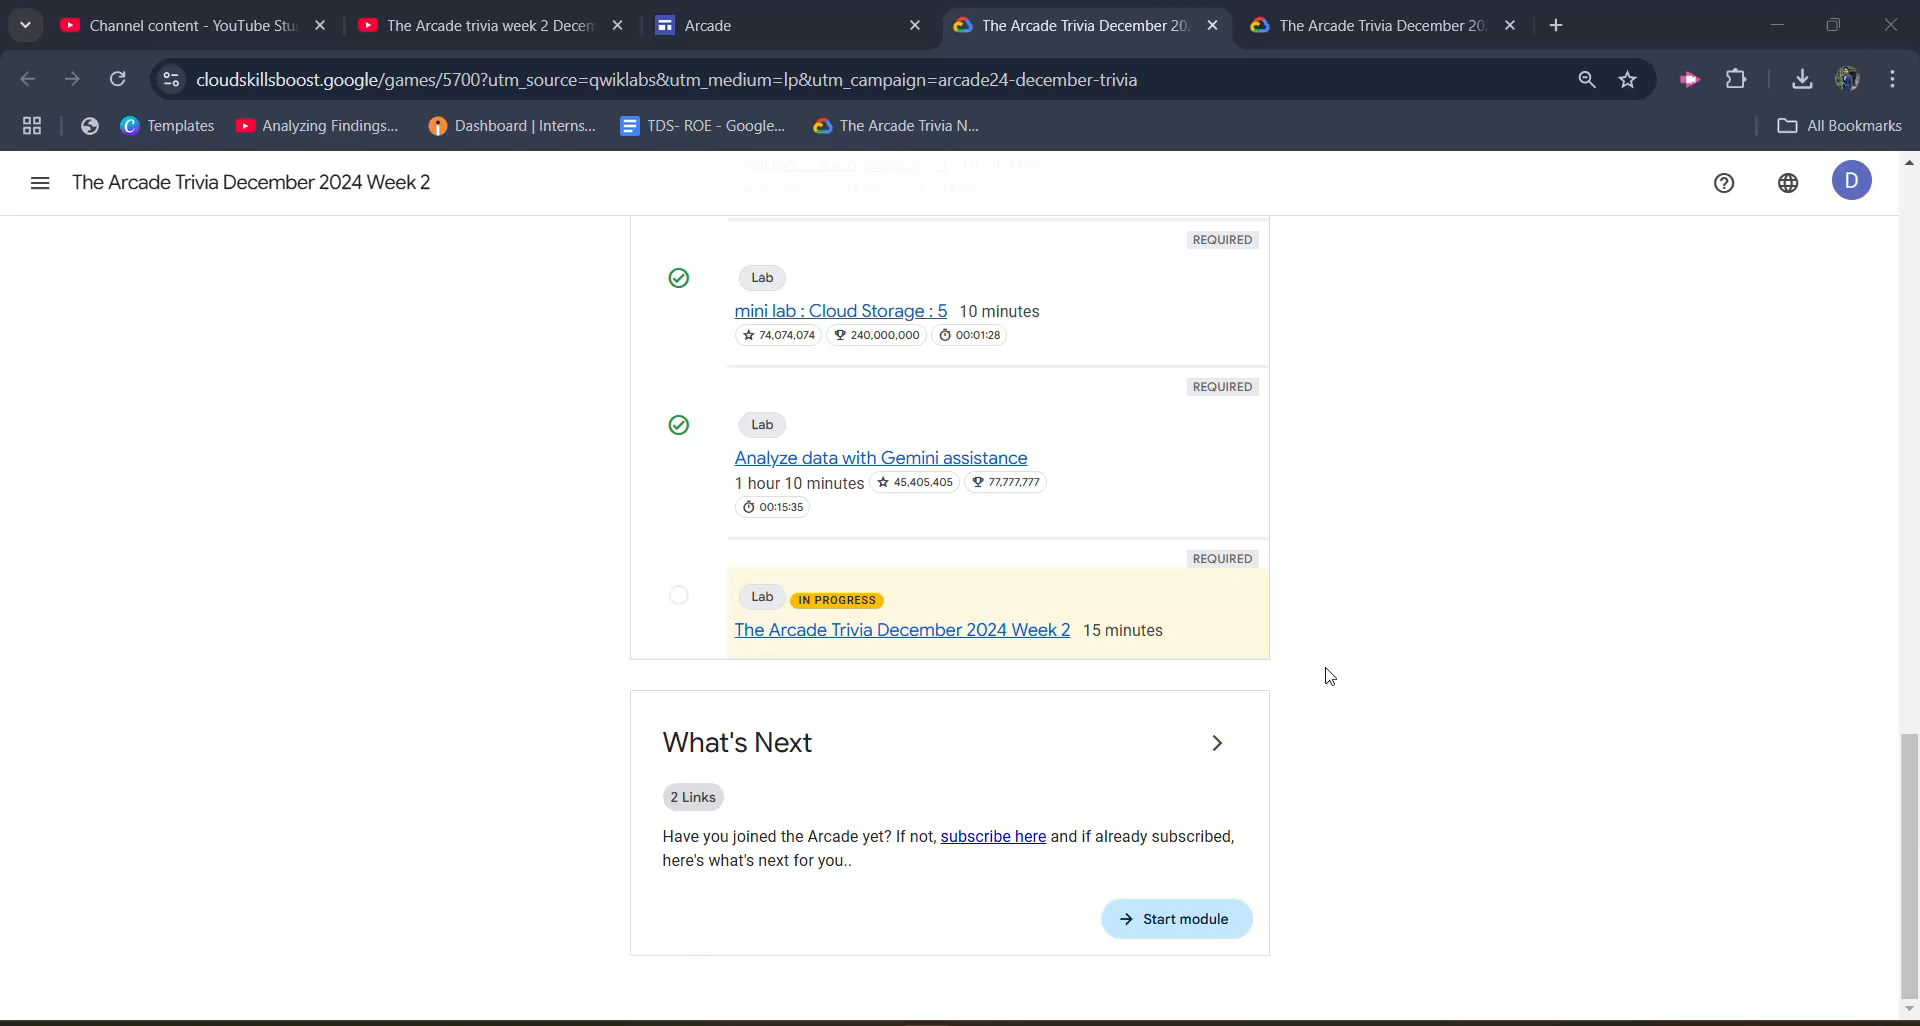 Channel content - YouTube Stu
The Arcade trivia week 2 Decem
Arcade
The Arcade Trivia December 20
The Arcade Trivia December 20
cloudskillsboost.google/games/5700?utm_source=qwiklabs&utm_medium=lp&utm_campaign=arcade24-december-trivia
Templates
Analyzing Findings...
Dashboard | Interns...
TDS- ROE - Google...
The Arcade Trivia N...
All Bookmarks
The Arcade Trivia December 2024 Week 2
D
REQUIRED
Lab
mini lab : Cloud Storage : 5 10 minutes
74,074,074 240,000,000 00:01:28
REQUIRED
Lab
Analyze data with Gemini assistance
1 hour 10 minutes 45,405,405 77,777,777
00:15:35
REQUIRED
Lab IN PROGRESS
The Arcade Trivia December 2024 Week 2 15 minutes
What's Next
2 Links
Have you joined the Arcade yet? If not, subscribe here and if already subscribed,
here's what's next for you..
Start module